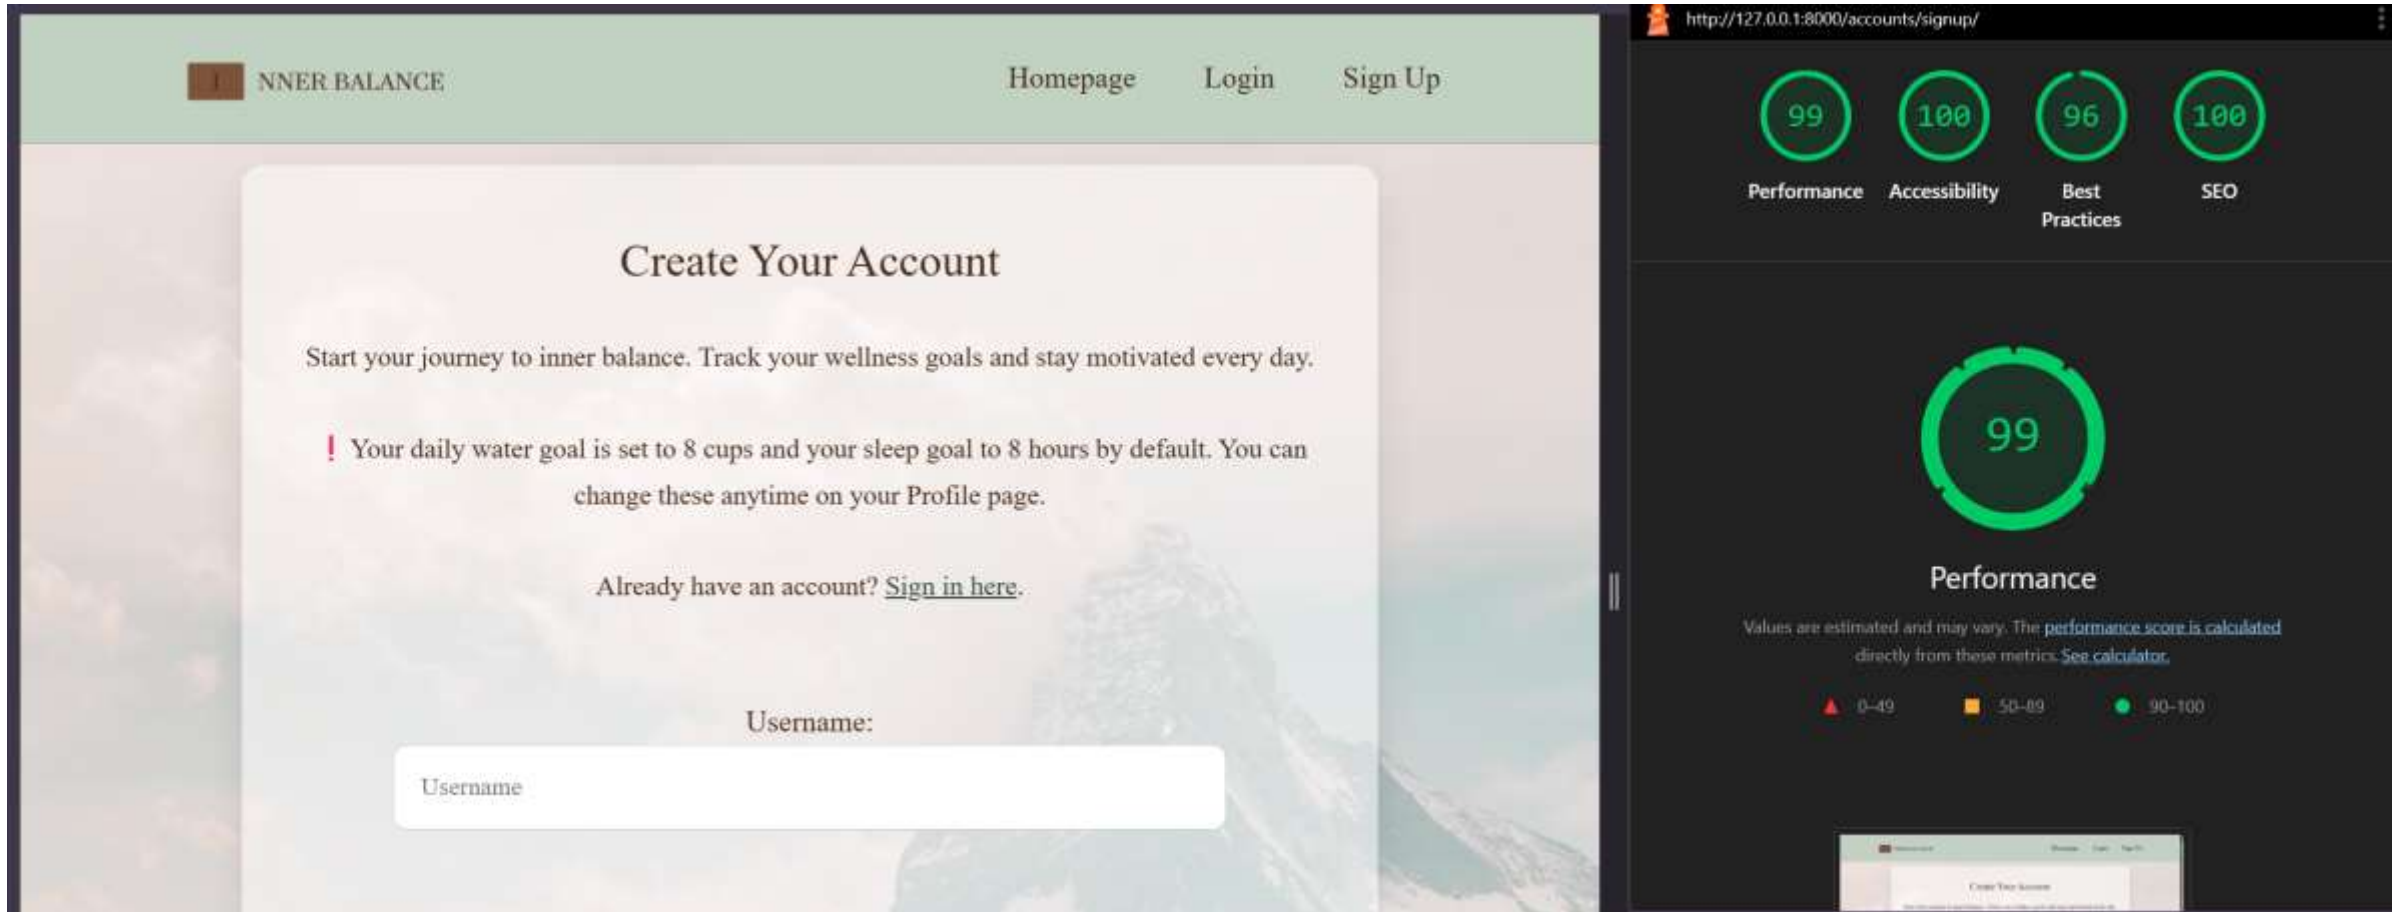 I NNER BALANCE
Homepage Login Sign Up
Create Your Account
Start your journey to inner balance. Track your wellness goals and stay motivated every day.
❗ Your daily water goal is set to 8 cups and your sleep goal to 8 hours by default. You can
change these anytime on your Profile page.
Already have an account? Sign in here.
Username:
Username
http://127.0.0.1:8000/accounts/signup/
99 100 96 100
Performance Accessibility Best Practices SEO
99
Performance
Values are estimated and may vary. The performance score is calculated
directly from these metrics. See calculator.
0–49 50–89 90–100
Create Your Account